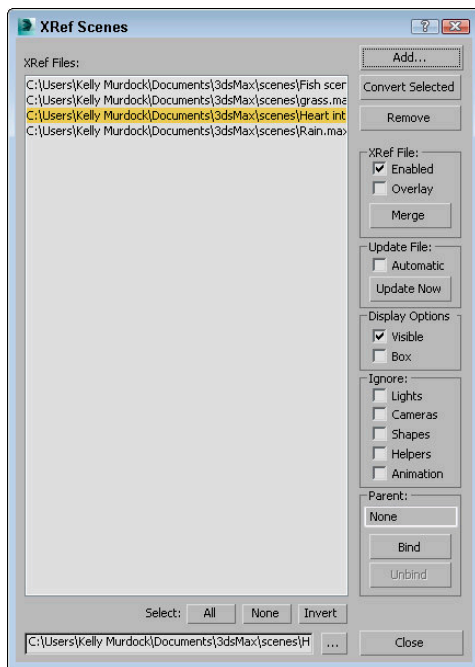 XRef Scenes
XRef Files:
C:\Users\Kelly Murdock\Documents\3dsMax\scenes\Fish scer
C:\Users\Kelly Murdock\Documents\3dsMax\scenes\grass.ma
C:\Users\Kelly Murdock\Documents\3dsMax\scenes\Heart int
C:\Users\Kelly Murdock\Documents\3dsMax\scenes\Rain.max
Add...
Convert Selected
Remove
XRef File:
Enabled
Overlay
Merge
Update File:
Automatic
Update Now
Display Options
Visible
Box
Ignore:
Lights
Cameras
Shapes
Helpers
Animation
Parent:
None
Bind
Unbind
Select: All None Invert
C:\Users\Kelly Murdock\Documents\3dsMax\scenes\H ...
Close